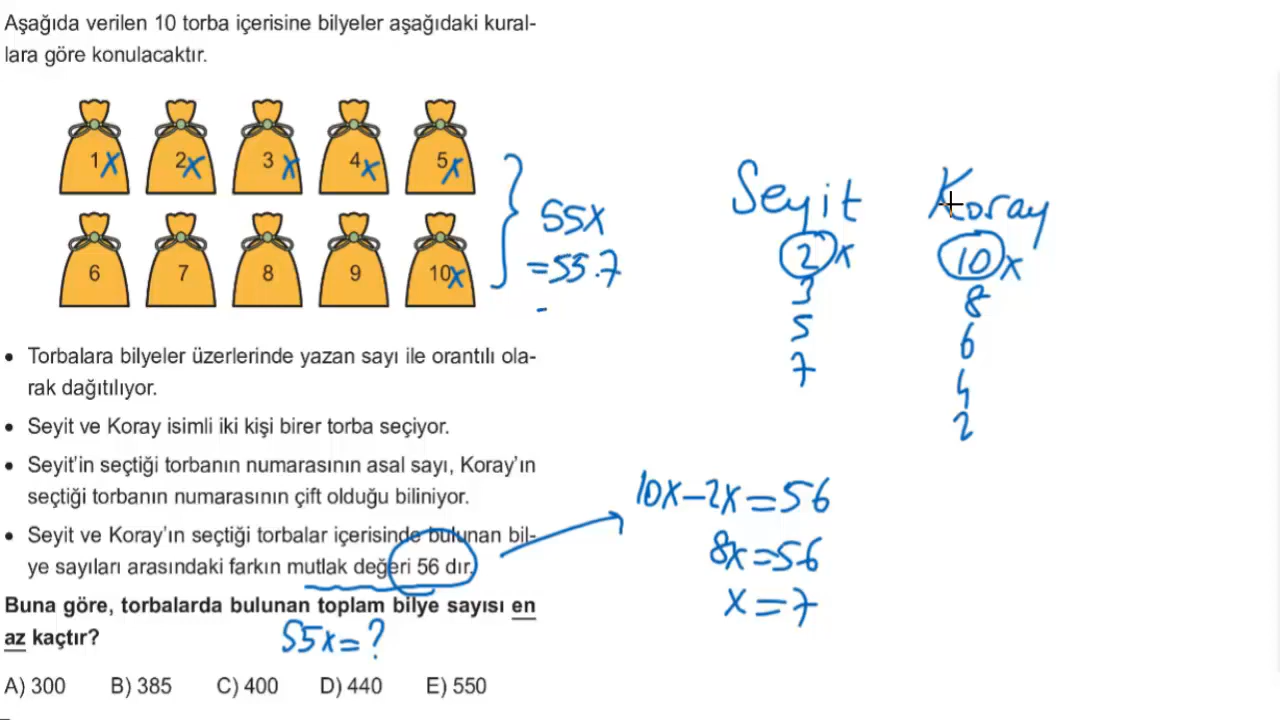 Aşağıda verilen 10 torba içerisine bilyeler aşağıdaki kural-
lara göre konulacaktır.
1x 2x 3x 4x 5x
6 7 8 9 10x
55x
=55.7
-
Seyit Koray
2x 10x
3 8
5 6
7 4
2
• Torbalara bilyeler üzerlerinde yazan sayı ile orantılı ola-
rak dağıtılıyor.
• Seyit ve Koray isimli iki kişi birer torba seçiyor.
• Seyit'in seçtiği torbanın numarasının asal sayı, Koray'ın
seçtiği torbanın numarasının çift olduğu biliniyor.
• Seyit ve Koray'ın seçtiği torbalar içerisinde bulunan bil-
ye sayıları arasındaki farkın mutlak değeri 56 dır.
10x-2x=56
8x=56
x=7
Buna göre, torbalarda bulunan toplam bilye sayısı en
az kaçtır?
55x=?
A) 300 B) 385 C) 400 D) 440 E) 550